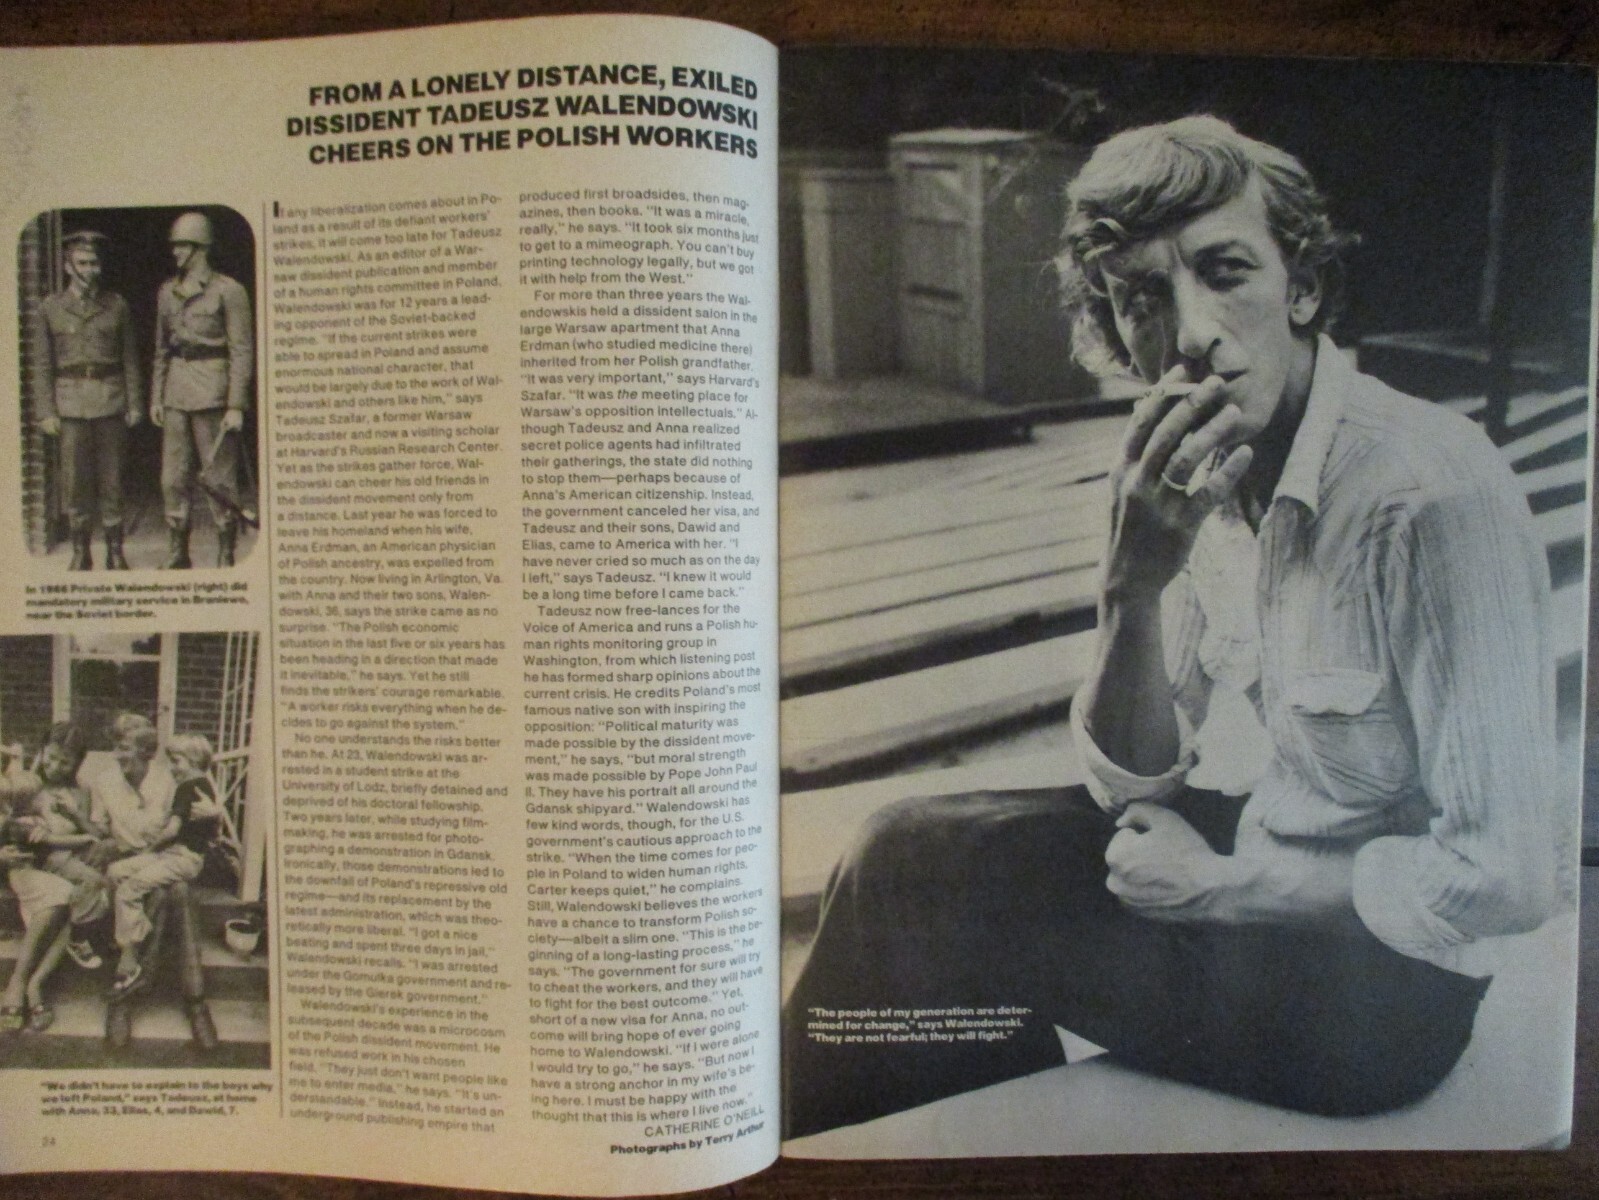 FROM A LONELY DISTANCE, EXILED
DISSIDENT TADEUSZ WALENDOWSKI
CHEERS ON THE POLISH WORKERS
If any liberalization comes about in Po-
land as a result of its defiant workers'
strikes, it will come too late for Tadeusz
Walendowski. As an editor of a War-
saw dissident publication and member
of a human rights committee in Poland,
Walendowski was for 12 years a lead-
ing opponent of the Soviet-backed
regime. "If the current strikes were
able to spread in Poland and assume
enormous national character, that
would be largely due to the work of Wal-
endowski and others like him," says
Tadeusz Szafar, a former Warsaw
broadcaster and now a visiting scholar
at Harvard's Russian Research Center.
Yet as the strikes gather force, Wal-
endowski can cheer his old friends in
the dissident movement only from
a distance. Last year he was forced to
leave his homeland when his wife,
Anna Erdman, an American physician
of Polish ancestry, was expelled from
the country. Now living in Arlington, Va.
with Anna and their two sons, Walen-
dowski, 36, says the strike came as no
surprise. "The Polish economic
situation in the last five or six years has
been heading in a direction that made
it inevitable," he says. Yet he still
finds the strikers' courage remarkable.
"A worker risks everything when he de-
cides to go against the system."
No one understands the risks better
than he. At 23, Walendowski was ar-
rested in a student strike at the
University of Lodz, briefly detained and
deprived of his doctoral fellowship.
Two years later, while studying film-
making, he was arrested for photo-
graphing a demonstration in Gdansk.
Ironically, those demonstrations led to
the downfall of Poland's repressive old
regime—and its replacement by the
latest administration, which was theo-
retically more liberal. "I got a nice
beating and spent three days in jail,"
Walendowski recalls. "I was arrested
under the Gomulka government and re-
leased by the Gierek government."
Walendowski's experience in the
subsequent decade was a microcosm
of the Polish dissident movement. He
was refused work in his chosen
field. "They just don't want people like
me to enter media," he says. "It's un-
derstandable." Instead, he started an
underground publishing empire that
produced first broadsides, then mag-
azines, then books. "It was a miracle,
really," he says. "It took six months just
to get to a mimeograph. You can't buy
printing technology legally, but we got
it with help from the West."
For more than three years the Wal-
endowskis held a dissident salon in the
large Warsaw apartment that Anna
Erdman (who studied medicine there)
inherited from her Polish grandfather.
"It was very important," says Harvard's
Szafar. "It was the meeting place for
Warsaw's opposition intellectuals." Al-
though Tadeusz and Anna realized
secret police agents had infiltrated
their gatherings, the state did nothing
to stop them—perhaps because of
Anna's American citizenship. Instead,
the government canceled her visa, and
Tadeusz and their sons, Dawid and
Elias, came to America with her. "I
have never cried so much as on the day
I left," says Tadeusz. "I knew it would
be a long time before I came back."
Tadeusz now free-lances for the
Voice of America and runs a Polish hu-
man rights monitoring group in
Washington, from which listening post
he has formed sharp opinions about the
current crisis. He credits Poland's most
famous native son with inspiring the
opposition: "Political maturity was
made possible by the dissident move-
ment," he says, "but moral strength
was made possible by Pope John Paul
II. They have his portrait all around the
Gdansk shipyard." Walendowski has
few kind words, though, for the U.S.
government's cautious approach to the
strike. "When the time comes for peo-
ple in Poland to widen human rights,
Carter keeps quiet," he complains.
Still, Walendowski believes the workers
have a chance to transform Polish so-
ciety—albeit a slim one. "This is the be-
ginning of a long-lasting process," he
says. "The government for sure will try
to cheat the workers, and they will have
to fight for the best outcome." Yet,
short of a new visa for Anna, no out-
come will bring hope of ever going
home to Walendowski. "If I were alone
I would try to go," he says. "But now I
have a strong anchor in my wife's be-
ing here. I must be happy with the
thought that this is where I live now."
CATHERINE O'NEILL
Photographs by Terry Arthur
In 1966 Private Walendowski (right) did
mandatory military service in Braniewo,
near the Soviet border.
"We didn't have to explain to the boys why
we left Poland," says Tadeusz, at home
with Anna, 33, Elias, 4, and Dawid, 7.
24
"The people of my generation are deter-
mined for change," says Walendowski.
"They are not fearful; they will fight."